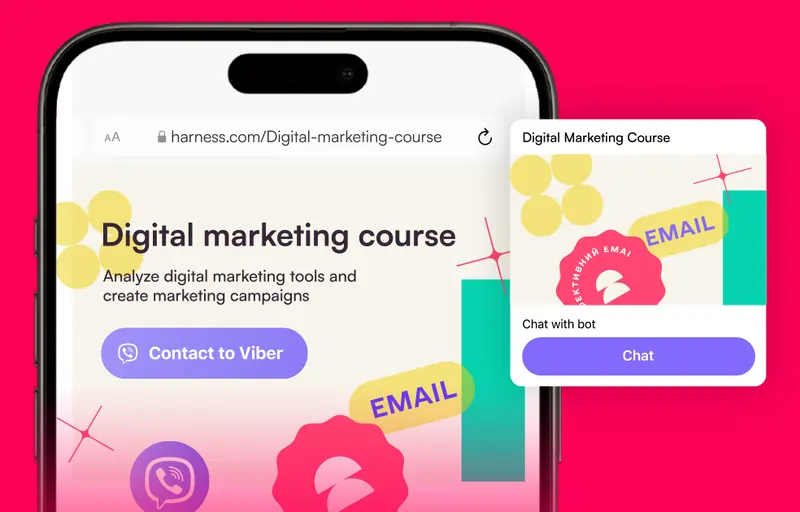 AA
harness.com/Digital-marketing-course
Digital marketing course
Analyze digital marketing tools and
create marketing campaigns
Contact to Viber
EMAIL
Digital Marketing Course
EMAIL
ЕКТИВНИЙ EMAI
Chat with bot
Chat